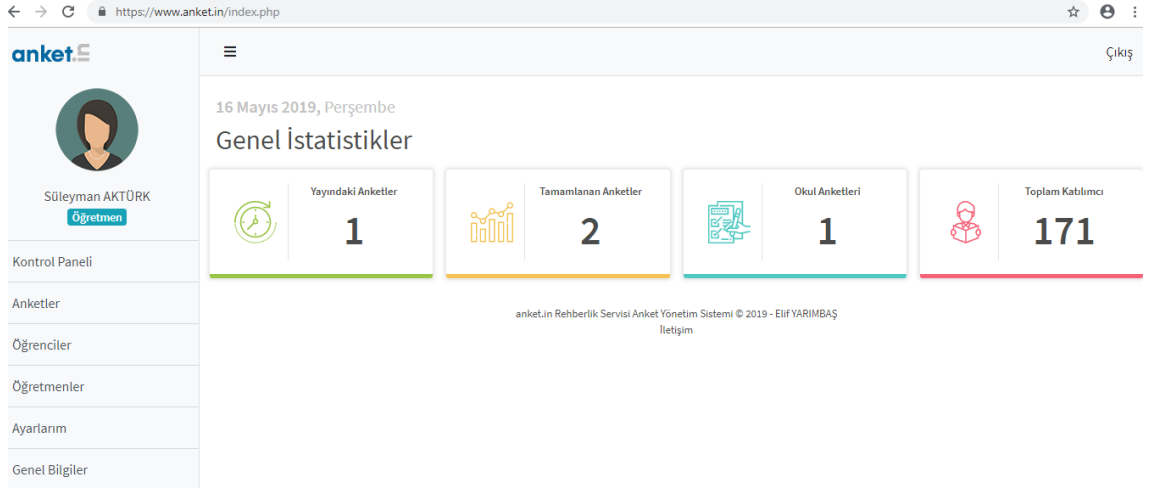 https://www.anket.in/index.php
anket.in
Çıkış
Süleyman AKTÜRK
Öğretmen
Kontrol Paneli
Anketler
Öğrenciler
Öğretmenler
Ayarlarım
Genel Bilgiler
16 Mayıs 2019, Perşembe
Genel İstatistikler
Yayındaki Anketler
1
Tamamlanan Anketler
2
Okul Anketleri
1
Toplam Katılımcı
171
anket.in Rehberlik Servisi Anket Yönetim Sistemi © 2019 - Elif YARIMBAŞ
İletişim